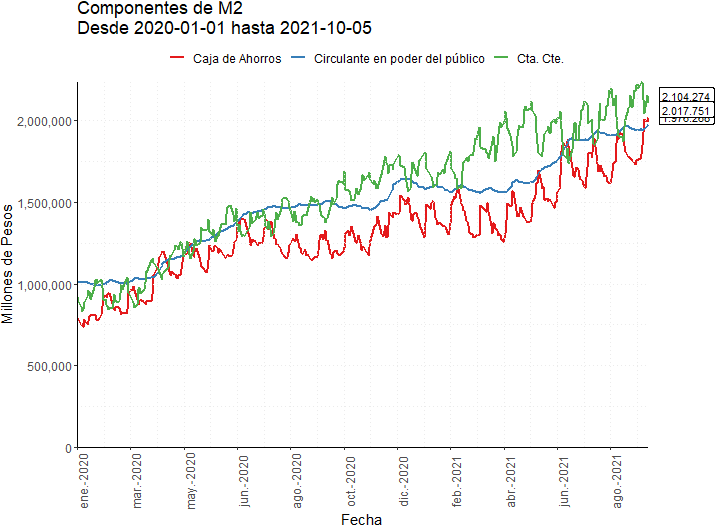 Componentes de M2
Desde 2020-01-01 hasta 2021-10-05
Caja de Ahorros Circulante en poder del público Cta. Cte.
Millones de Pesos
2,000,000
1,500,000
1,000,000
500,000
0
2.104.274
2.017.751
ene.-2020
mar.-2020
may.-2020
jun.-2020
ago.-2020
oct.-2020
dic.-2020
feb.-2021
abr.-2021
jun.-2021
ago.-2021
Fecha